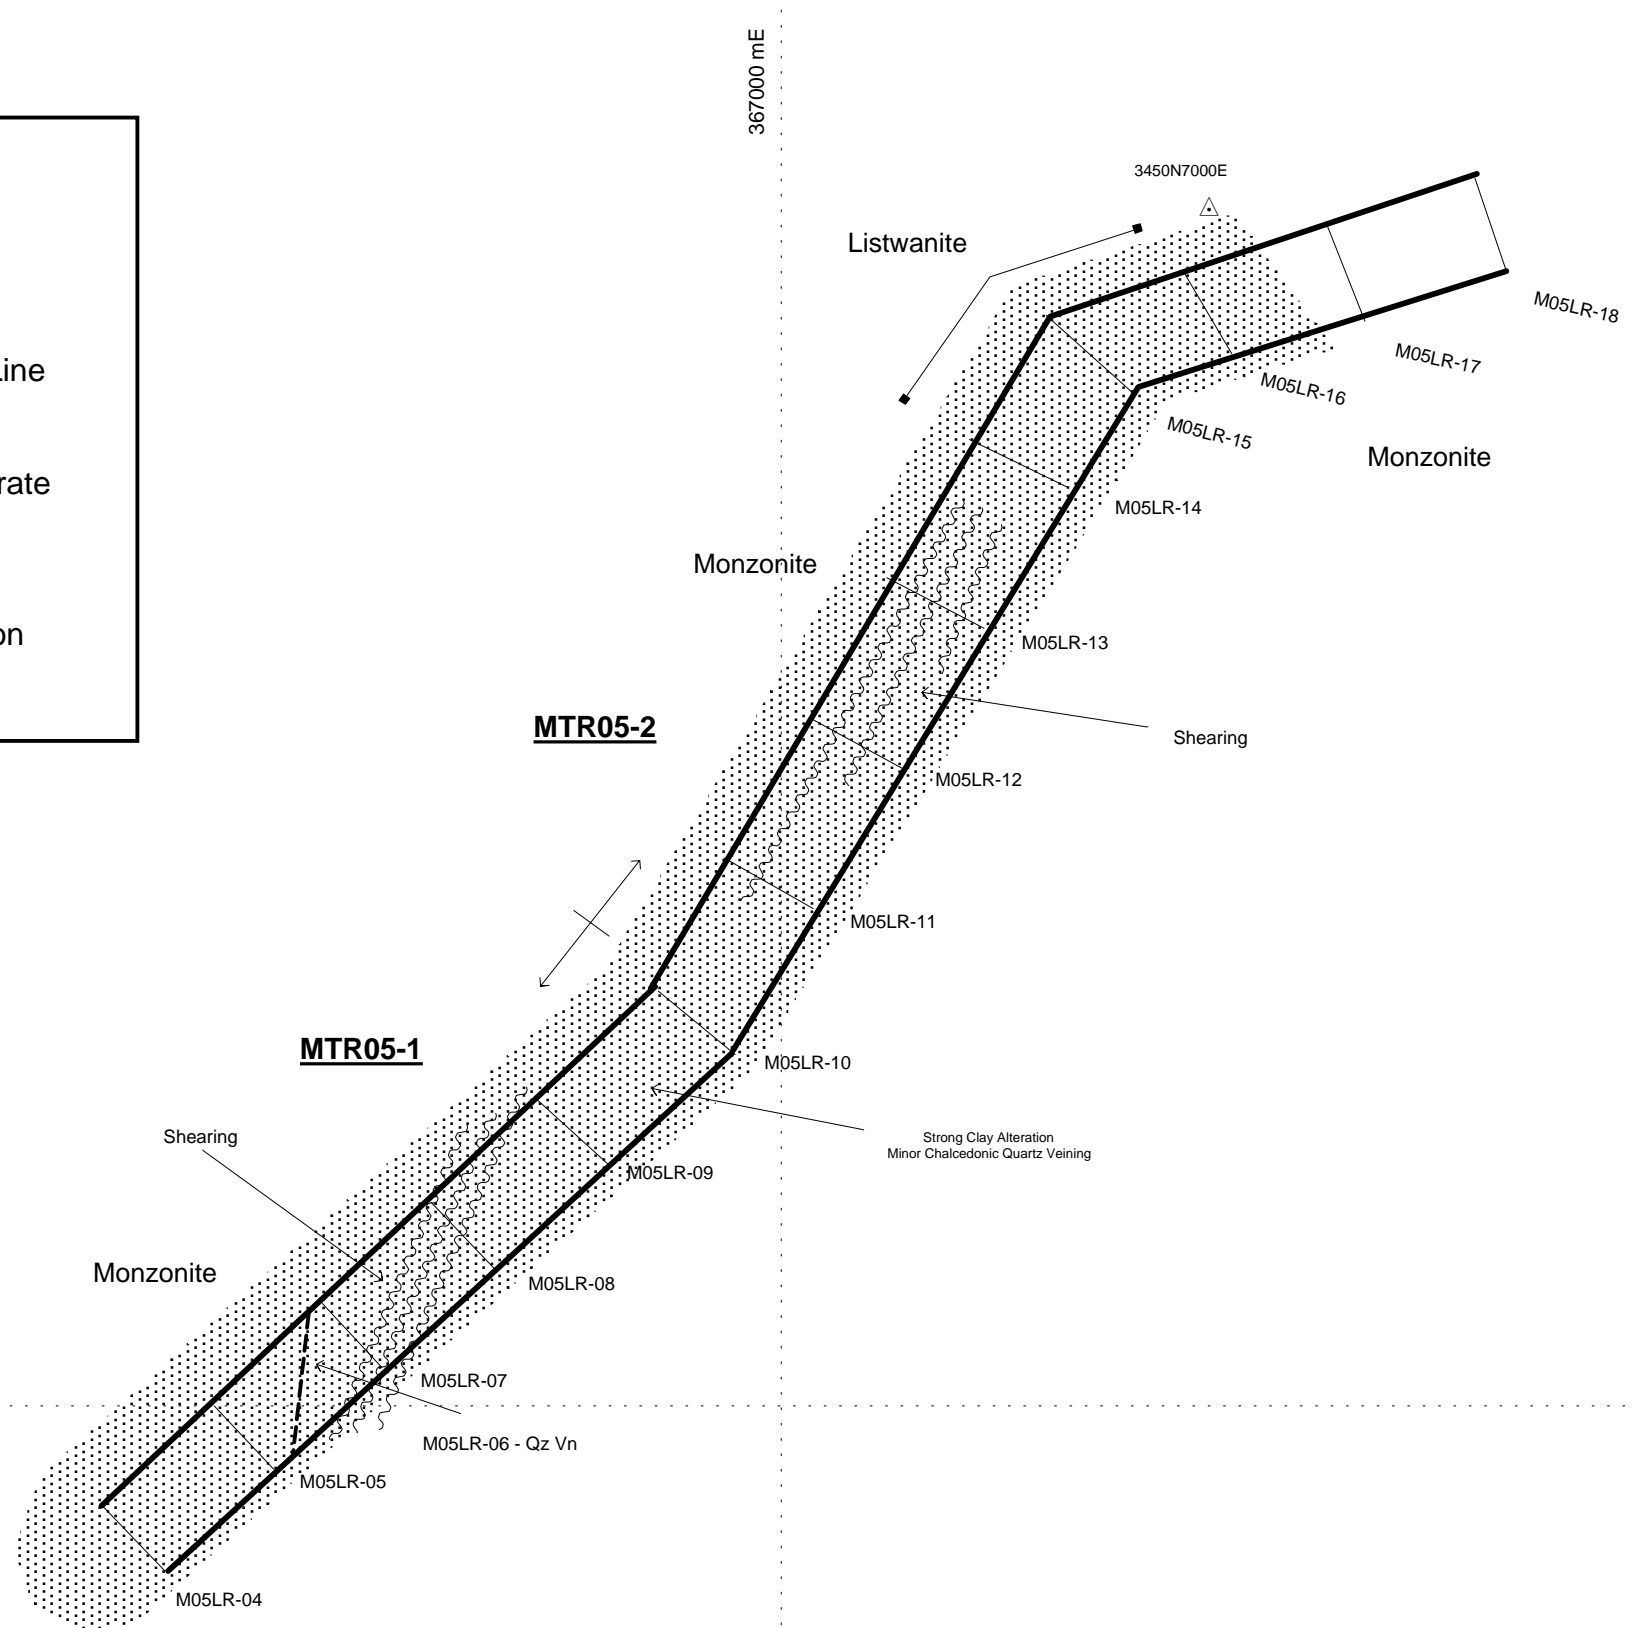 367000 mE
3450N7000E
Listwanite
M05LR-18
M05LR-17
Line
M05LR-16
M05LR-15
Monzonite
rate
M05LR-14
Monzonite
on
M05LR-13
MTR05-2
Shearing
M05LR-12
M05LR-11
MTR05-1
M05LR-10
Shearing
Strong Clay Alteration
Minor Chalcedonic Quartz Veining
M05LR-09
Monzonite
M05LR-08
M05LR-07
M05LR-06 - Qz Vn
M05LR-05
M05LR-04